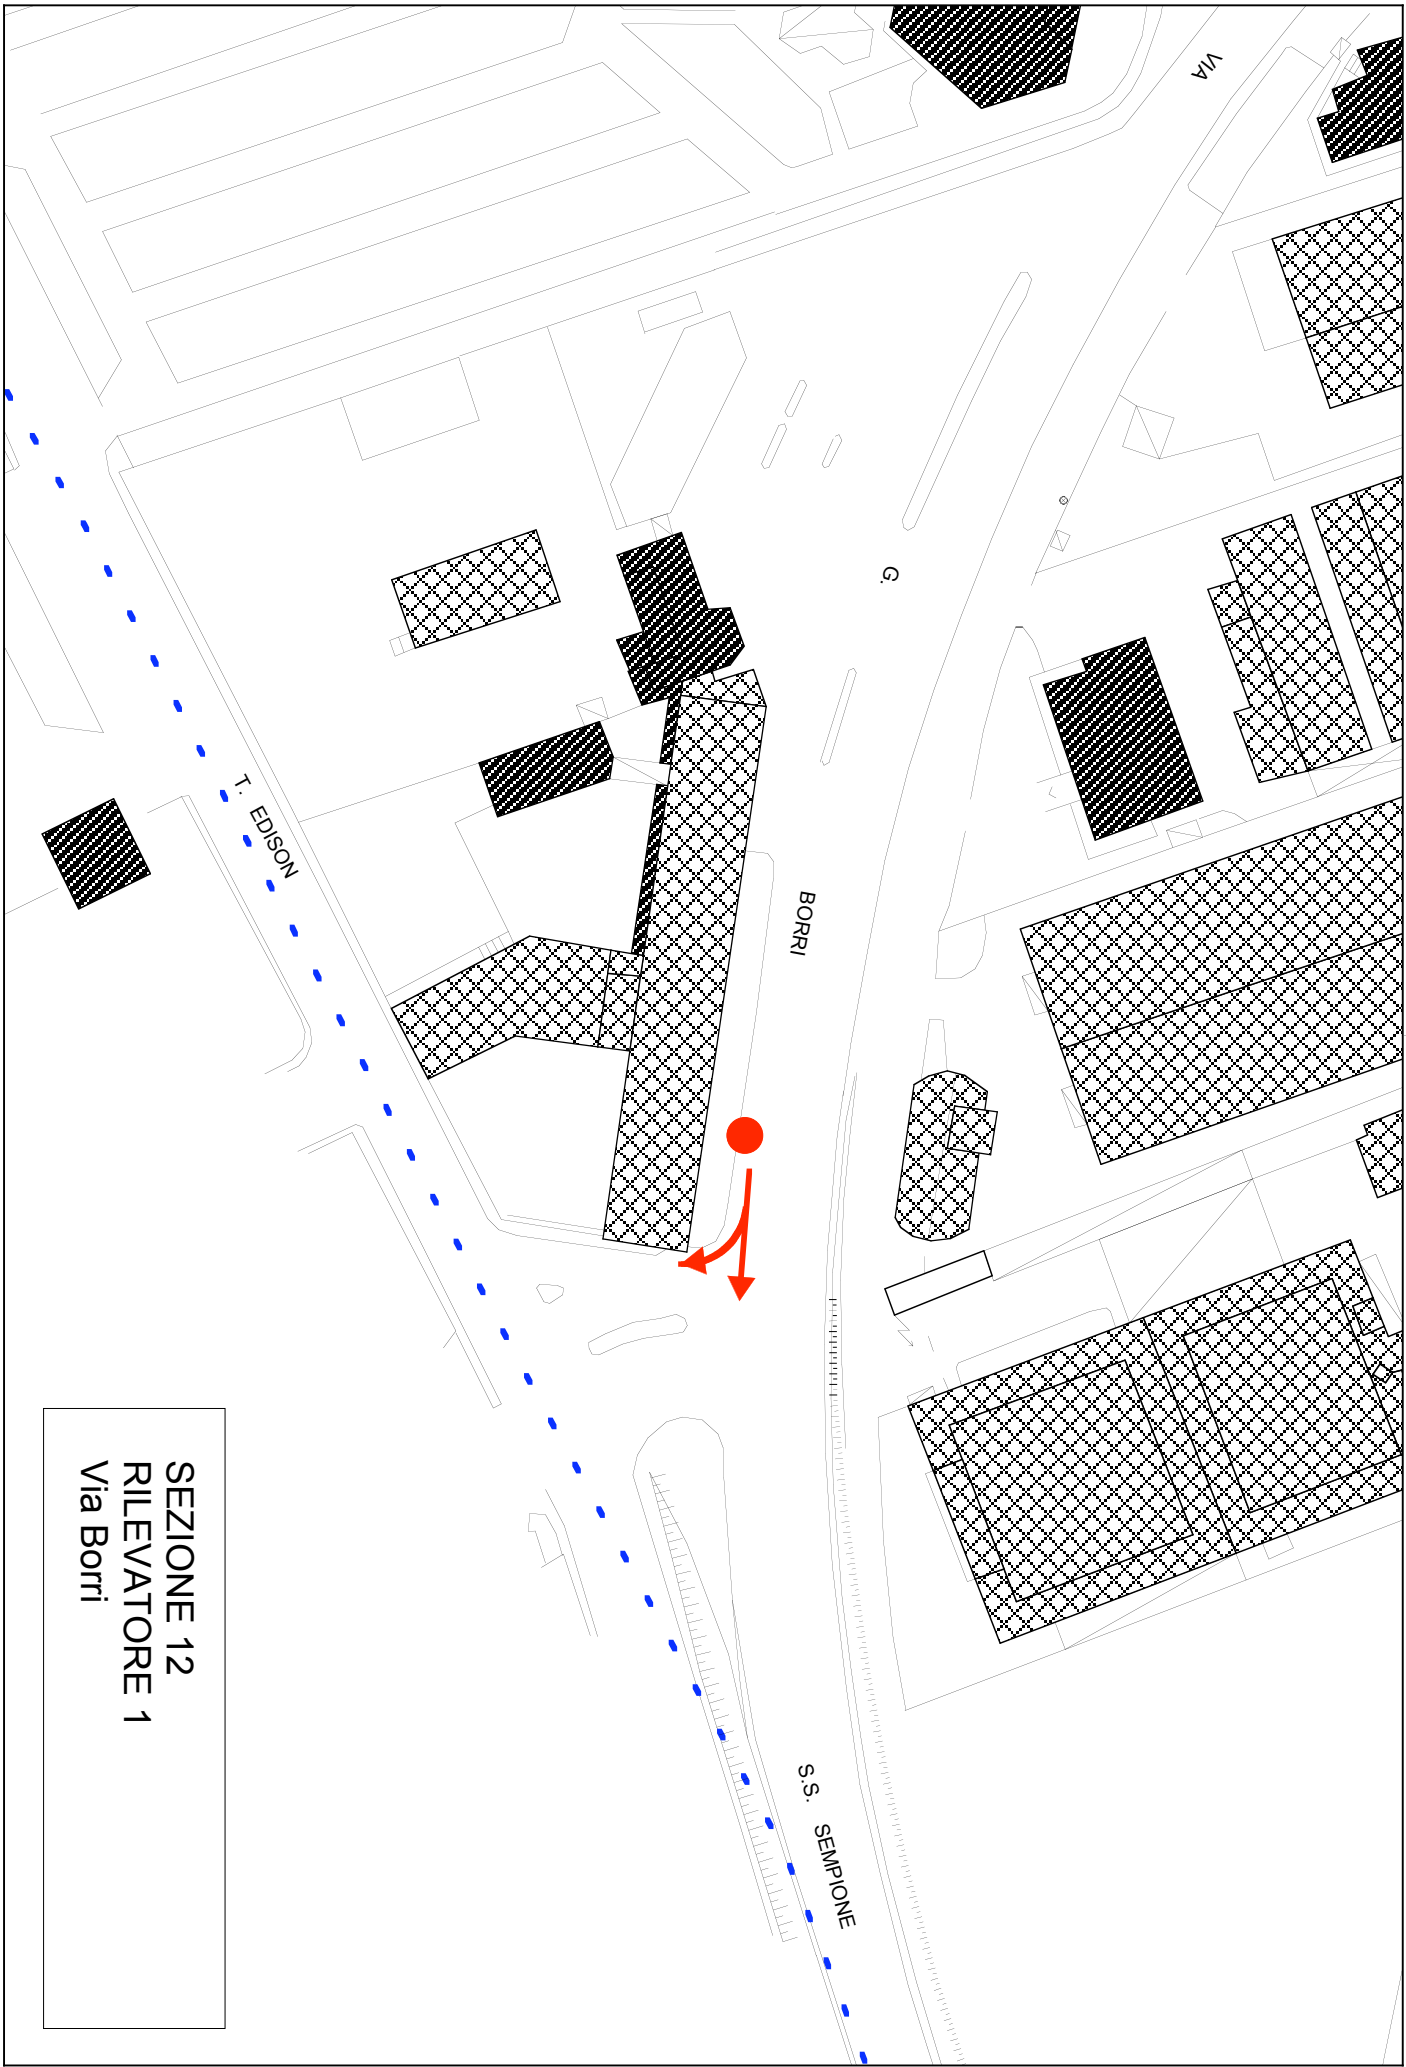 VIA
G.
BORRI
T. EDISON
S.S. SEMPIONE
SEZIONE 12
RILEVATORE 1
Via Borri